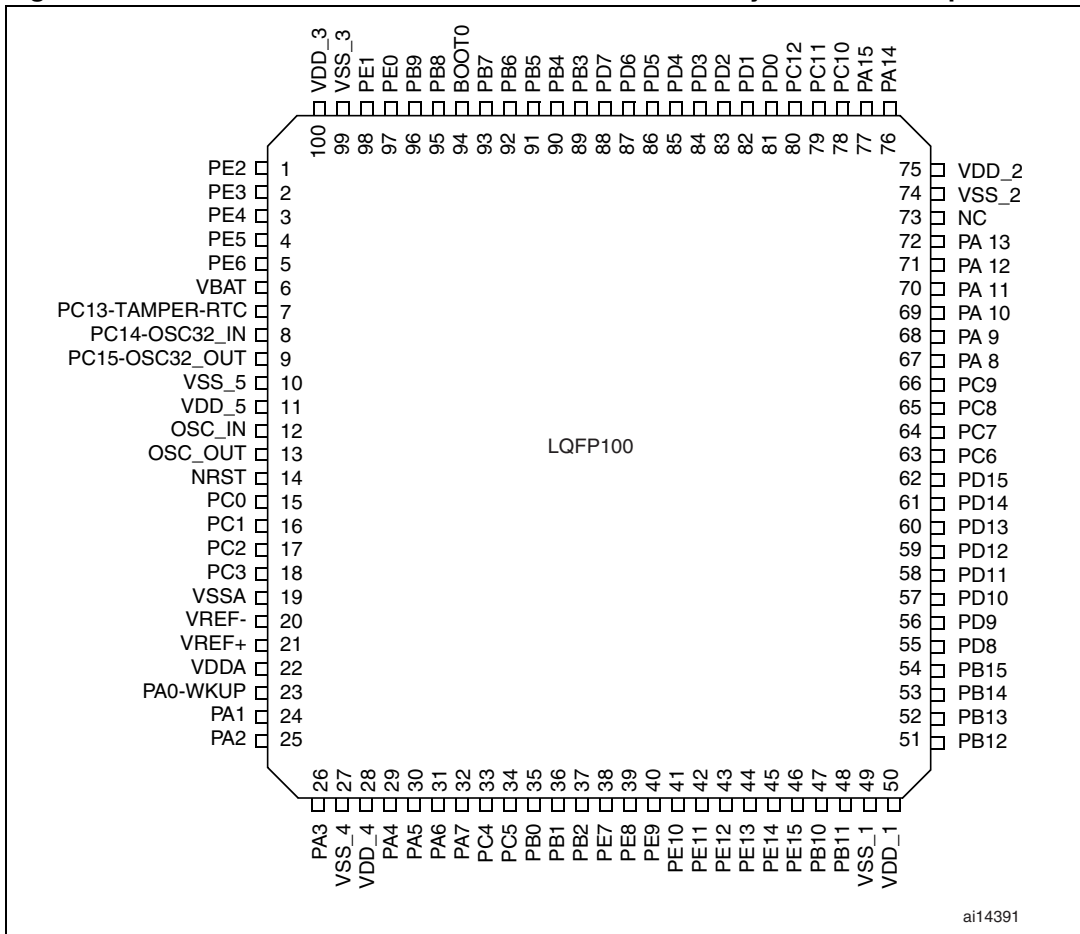 VDD_3
VSS_3
PE1
PE0
PB9
PB8
BOOT0
PB7
PB6
PB5
PB4
PB3
PD7
PD6
PD5
PD4
PD3
PD2
PD1
PD0
PC12
PC11
PC10
PA15
PA14
100 99 98 97 96 95 94 93 92 91 90 89 88 87 86 85 84 83 82 81 80 79 78 77 76
PE2 1
PE3 2
PE4 3
PE5 4
PE6 5
VBAT 6
PC13-TAMPER-RTC 7
PC14-OSC32_IN 8
PC15-OSC32_OUT 9
VSS_5 10
VDD_5 11
OSC_IN 12
OSC_OUT 13
NRST 14
PC0 15
PC1 16
PC2 17
PC3 18
VSSA 19
VREF- 20
VREF+ 21
VDDA 22
PA0-WKUP 23
PA1 24
PA2 25
LQFP100
75 VDD_2
74 VSS_2
73 NC
72 PA 13
71 PA 12
70 PA 11
69 PA 10
68 PA 9
67 PA 8
66 PC9
65 PC8
64 PC7
63 PC6
62 PD15
61 PD14
60 PD13
59 PD12
58 PD11
57 PD10
56 PD9
55 PD8
54 PB15
53 PB14
52 PB13
51 PB12
26 27 28 29 30 31 32 33 34 35 36 37 38 39 40 41 42 43 44 45 46 47 48 49 50
PA3
VSS_4
VDD_4
PA4
PA5
PA6
PA7
PC4
PC5
PB0
PB1
PB2
PE7
PE8
PE9
PE10
PE11
PE12
PE13
PE14
PE15
PB10
PB11
VSS_1
VDD_1
ai14391